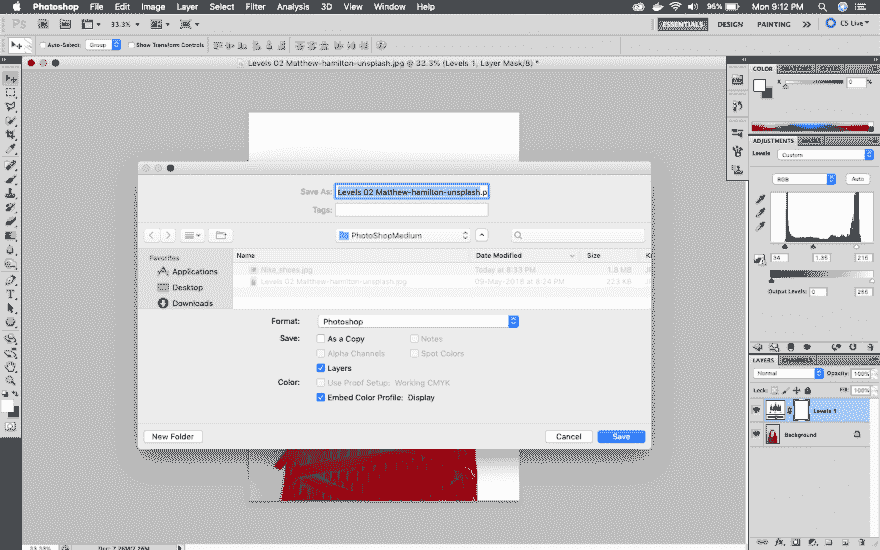 Photoshop File Edit Image Layer Select Filter Analysis 3D View Window Help 96% Mon 9:12 PM
Ps 33.3% ESSENTIALS DESIGN PAINTING >> CS Live
Auto-Select: Group Show Transform Controls
Levels 02 Matthew-hamilton-unsplash.jpg @ 33.3% (Levels 1, Layer Mask/8) *
COLOR
K 0 %
ADJUSTMENTS MASKS
Levels Custom
RGB Auto
34 1.35 215
Output Levels: 0 255
LAYERS CHANNELS
Normal Opacity: 100%
Lock: Fill: 100%
Levels 1
Background
Save As: Levels 02 Matthew-hamilton-unsplash.p
Tags:
PhotoShopMedium
Favorites
Applications
Desktop
Downloads
Name Date Modified Size
Nike_shoes.jpg Today at 8:33 PM 1.8 MB
Levels 02 Matthew-hamilton-unsplash.jpg 09-May-2018 at 8:24 PM 223 KB
Format: Photoshop
Save: As a Copy Notes
Alpha Channels Spot Colors
Layers
Color: Use Proof Setup: Working CMYK
Embed Color Profile: Display
New Folder Cancel Save
33.33%